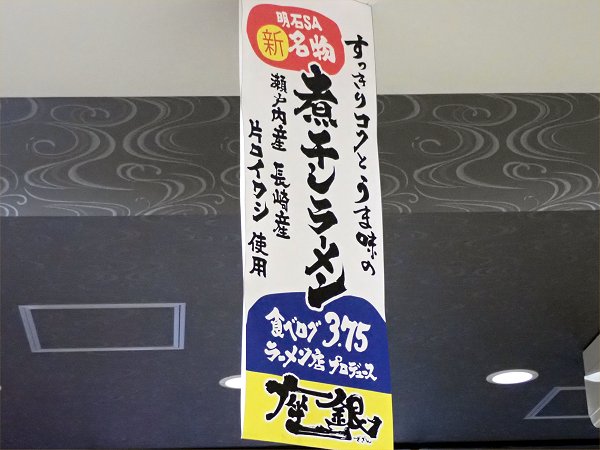 明石SA
新名物
すっきりコクとうま味の
煮干しラーメン
瀬戸内産 長崎産
片口イワシ 使用
食べログ 3.75
ラーメン店 プロデュース
座銀